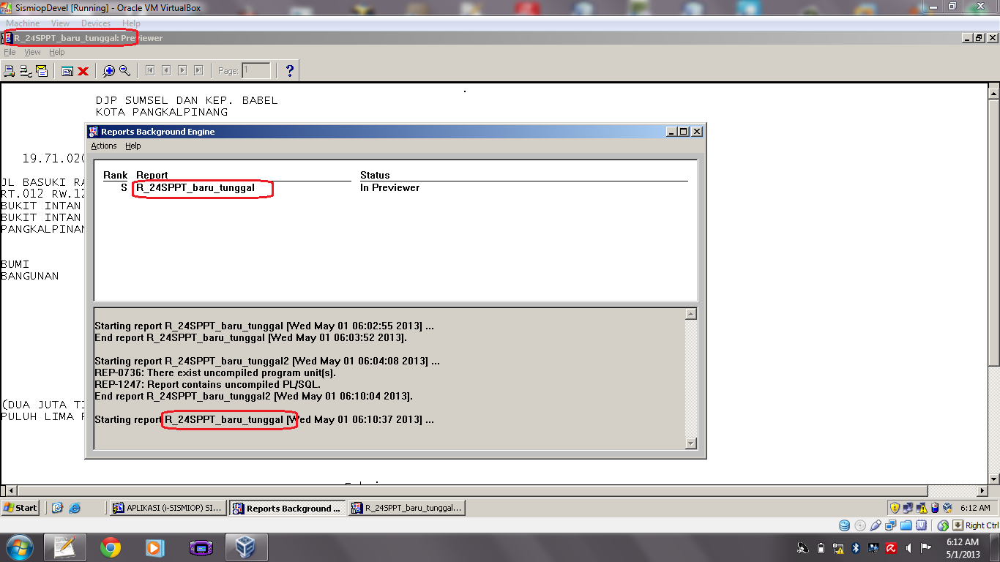 SismiopDevel [Running] - Oracle VM VirtualBox
Machine View Devices Help
R_24SPPT_baru_tunggal: Previewer
File View Help
Page: 1
DJP SUMSEL DAN KEP. BABEL
KOTA PANGKALPINANG
Reports Background Engine
Actions Help
19.71.02
JL BASUKI RA
RT.012 RW.12
BUKIT INTAN
BUKIT INTAN
PANGKALPINAN
BUMI
BANGUNAN
(DUA JUTA TI
PULUH LIMA
Rank Report Status
S R_24SPPT_baru_tunggal In Previewer
Starting report R_24SPPT_baru_tunggal [Wed May 01 06:02:55 2013] ...
End report R_24SPPT_baru_tunggal [Wed May 01 06:03:52 2013].
Starting report R_24SPPT_baru_tunggal2 [Wed May 01 06:04:08 2013] ...
REP-0736: There exist uncompiled program unit(s).
REP-1247: Report contains uncompiled PL/SQL.
End report R_24SPPT_baru_tunggal2 [Wed May 01 06:10:04 2013].
Starting report R_24SPPT_baru_tunggal [Wed May 01 06:10:37 2013] ...
Start
APLIKASI (i-SISMIOP) SI...
Reports Background ...
R_24SPPT_baru_tunggal...
6:12 AM
Right Ctrl
6:12 AM
5/1/2013